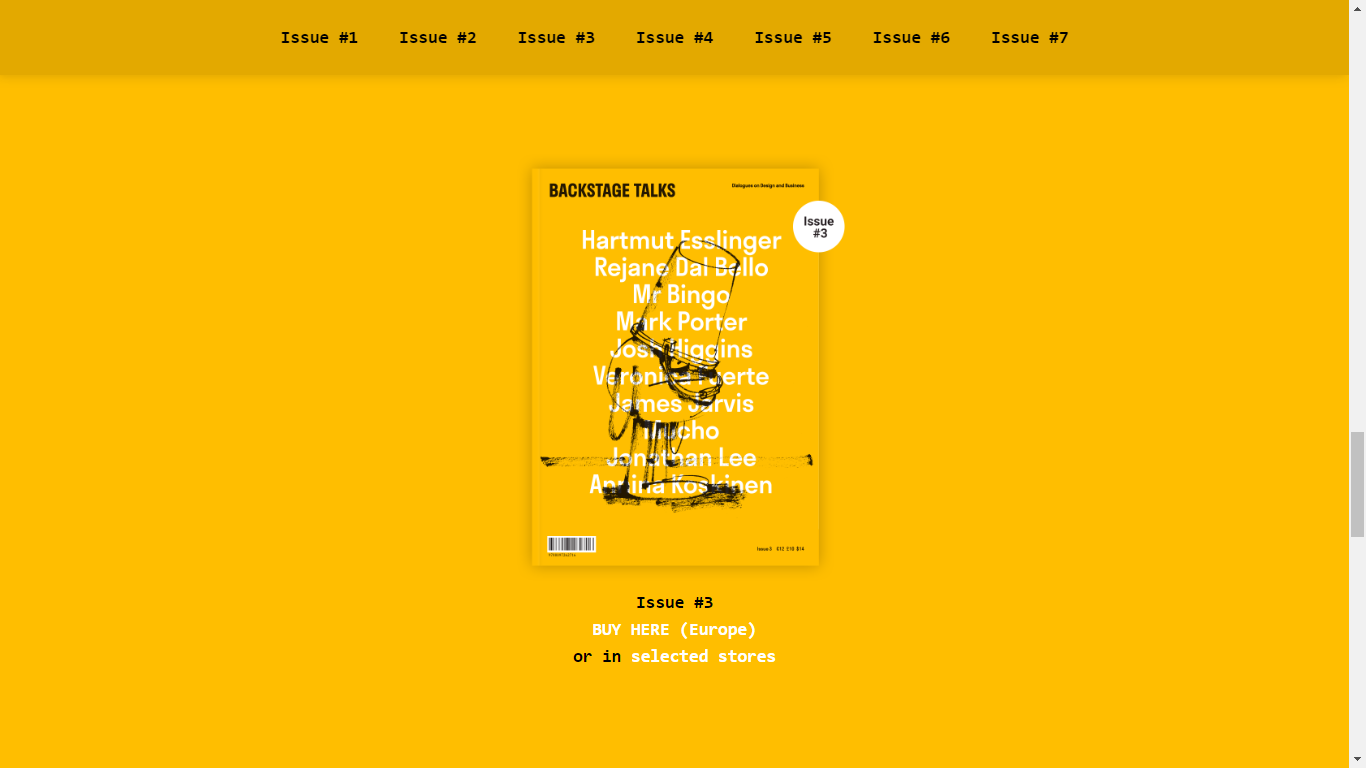 Issue #1 Issue #2 Issue #3 Issue #4 Issue #5 Issue #6 Issue #7
BACKSTAGE TALKS
Dialogues on Design and Business
Issue
#3
Hartmut Esslinger
Rejane Dal Bello
Mr Bingo
Mark Porter
Josh Higgins
Veronica Fuerte
James Jarvis
Mucho
Jonathan Lee
Annina Koskinen
Issue 3 €12 £10 $14
Issue #3
BUY HERE (Europe)
or in selected stores